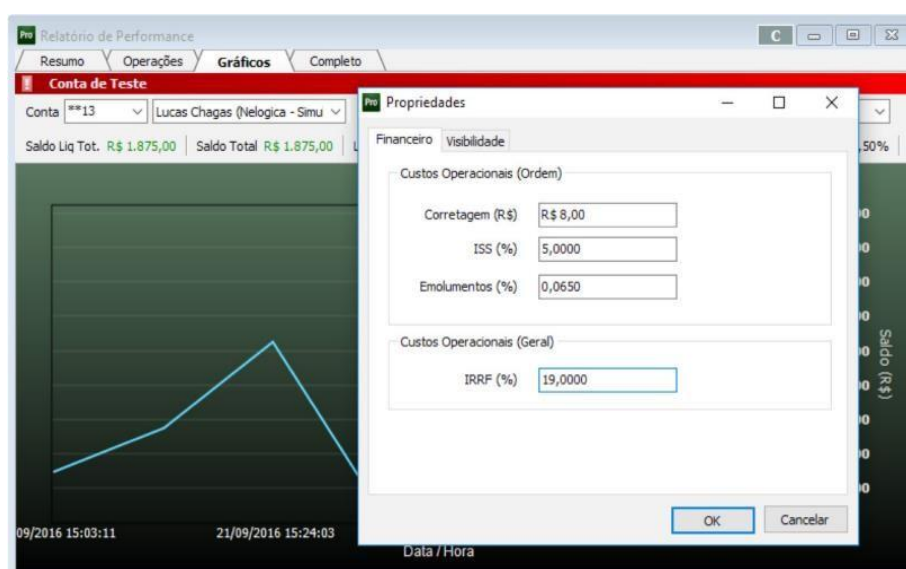 Pro Relatório de Performance C
Resumo Operações Gráficos Completo
! Conta de Teste
Conta **13 Lucas Chagas (Nelogica - Simu
Saldo Liq Tot. R$ 1.875,00 Saldo Total R$ 1.875,00 ,50%
Pro Propriedades
Financeiro Visibilidade
Custos Operacionais (Ordem)
Corretagem (R$) R$ 8,00
ISS (%) 5,0000
Emolumentos (%) 0,0650
Custos Operacionais (Geral)
IRRF (%) 19,0000
OK Cancelar
Saldo (R$)
09/2016 15:03:11 21/09/2016 15:24:03
Data / Hora